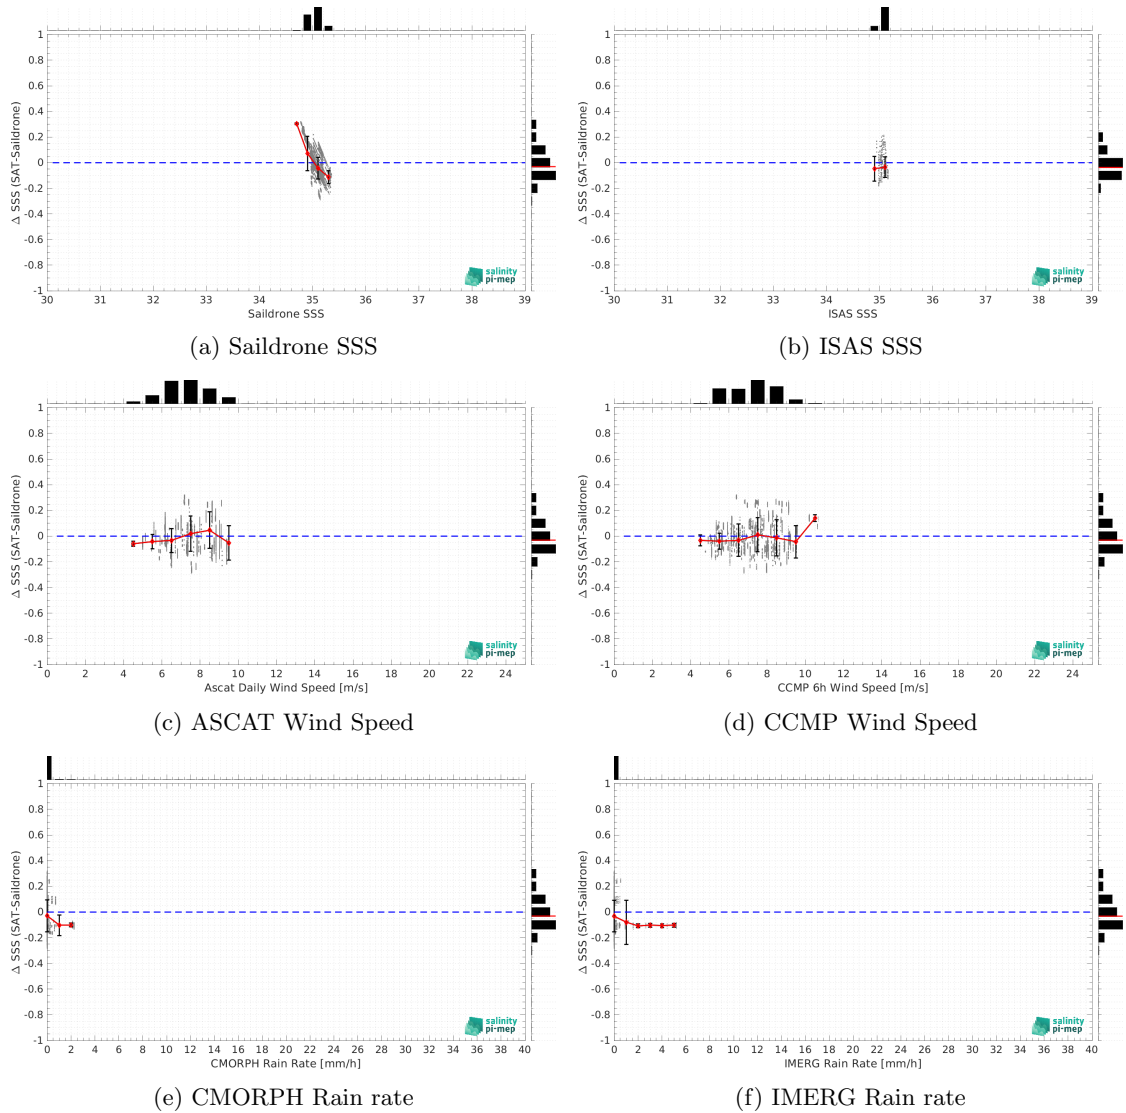 1
0.8
0.6
0.4
0.2
0
-0.2
-0.4
-0.6
-0.8
-1
Δ SSS (SAT-Saildrone)
30 31 32 33 34 35 36 37 38 39
Saildrone SSS
salinity
pi-mep
(a) Saildrone SSS
1
0.8
0.6
0.4
0.2
0
-0.2
-0.4
-0.6
-0.8
-1
Δ SSS (SAT-Saildrone)
30 31 32 33 34 35 36 37 38 39
ISAS SSS
salinity
pi-mep
(b) ISAS SSS
1
0.8
0.6
0.4
0.2
0
-0.2
-0.4
-0.6
-0.8
-1
Δ SSS (SAT-Saildrone)
0 2 4 6 8 10 12 14 16 18 20 22 24
Ascat Daily Wind Speed [m/s]
salinity
pi-mep
(c) ASCAT Wind Speed
1
0.8
0.6
0.4
0.2
0
-0.2
-0.4
-0.6
-0.8
-1
Δ SSS (SAT-Saildrone)
0 2 4 6 8 10 12 14 16 18 20 22 24
CCMP 6h Wind Speed [m/s]
salinity
pi-mep
(d) CCMP Wind Speed
1
0.8
0.6
0.4
0.2
0
-0.2
-0.4
-0.6
-0.8
-1
Δ SSS (SAT-Saildrone)
0 2 4 6 8 10 12 14 16 18 20 22 24 26 28 30 32 34 36 38 40
CMORPH Rain Rate [mm/h]
salinity
pi-mep
(e) CMORPH Rain rate
1
0.8
0.6
0.4
0.2
0
-0.2
-0.4
-0.6
-0.8
-1
Δ SSS (SAT-Saildrone)
0 2 4 6 8 10 12 14 16 18 20 22 24 26 28 30 32 34 36 38 40
IMERG Rain Rate [mm/h]
salinity
pi-mep
(f) IMERG Rain rate